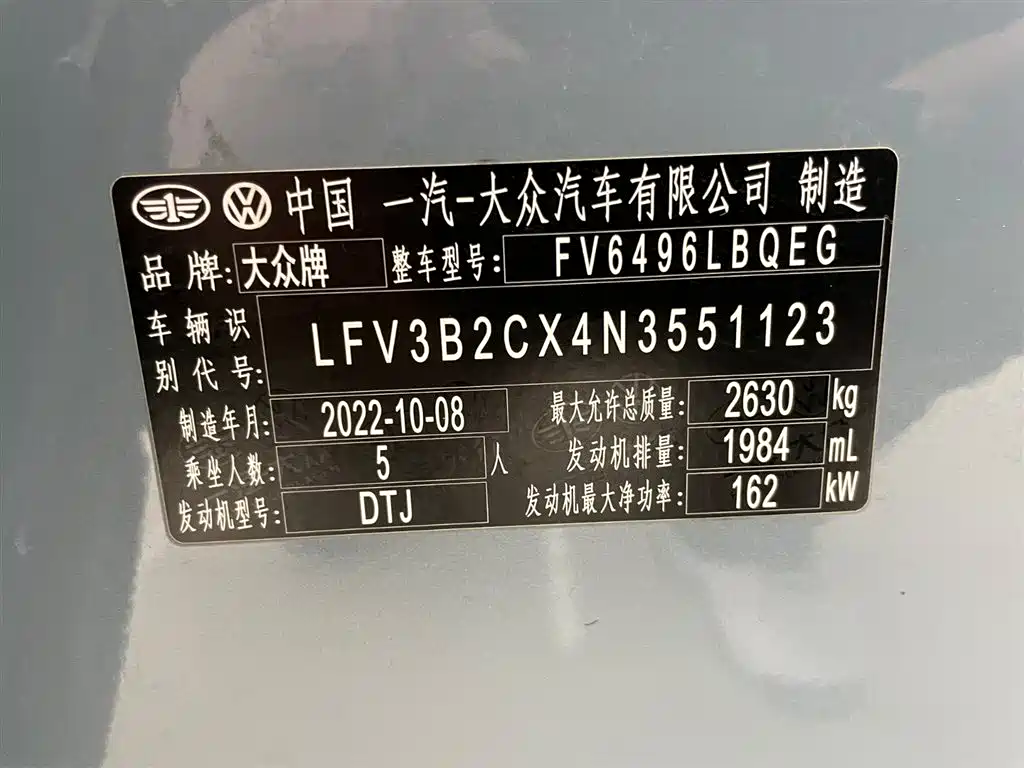 中国 一汽-大众汽车有限公司 制造
品牌: 大众牌 整车型号: FV6496LBQEG
车辆识别代号: LFV3B2CX4N3551123
制造年月: 2022-10-08 最大允许总质量: 2630 kg
乘坐人数: 5 人 发动机排量: 1984 mL
发动机型号: DTJ 发动机最大净功率: 162 kW